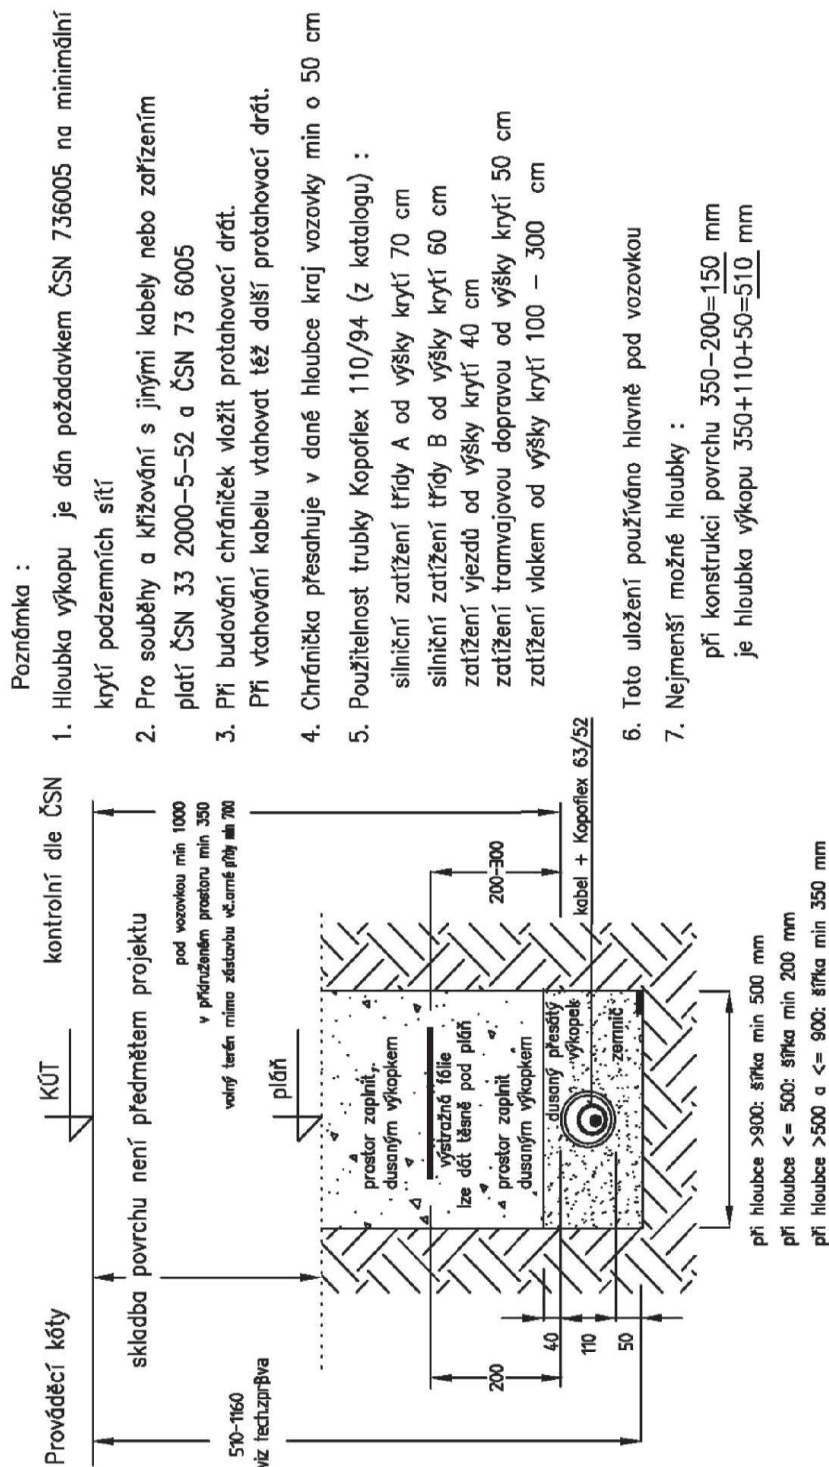 Prováděcí kóty
KÚT
kontrolní dle ČSN
skladba povrchu není předmětem projektu
pod vozovkou min 1000
v přidruženém prostoru min 350
volný terén mimo zástavbu vč.orné půdy min 700
510-1160
viz tech.zprBva
pláň
prostor zaplnit
dusaným výkopkem
výstražná fólie
lze dát těsně pod pláň
prostor zaplnit
dusaným výkopkem
200
200-300
dusaný přesátý
výkopek
zemnič
40
110
50
kabel + Kopoflex 63/52
při hloubce >900: šířka min 500 mm
při hloubce <= 500: šířka min 200 mm
při hloubce >500 a <= 900: šířka min 350 mm
Poznámka :
1. Hloubka výkopu je dán požadavkem ČSN 736005 na minimální
krytí podzemních sítí
2. Pro souběhy a křižování s jinými kabely nebo zařízením
platí ČSN 33 2000-5-52 a ČSN 73 6005
3. Při budování chrániček vložit protahovací drát.
Při vtahování kabelu vtahovat též další protahovací drát.
4. Chránička přesahuje v dané hloubce kraj vozovky min o 50 cm
5. Použitelnost trubky Kopoflex 110/94 (z katalogu) :
silniční zatížení třídy A od výšky krytí 70 cm
silniční zatížení třídy B od výšky krytí 60 cm
zatížení vjezdů od výšky krytí 40 cm
zatížení tramvajovou dopravou od výšky krytí 50 cm
zatížení vlakem od výšky krytí 100 - 300 cm
6. Toto uložení používáno hlavně pod vozovkou
7. Nejmenší možné hloubky :
při konstrukci povrchu 350-200=150 mm
je hloubka výkopu 350+110+50=510 mm